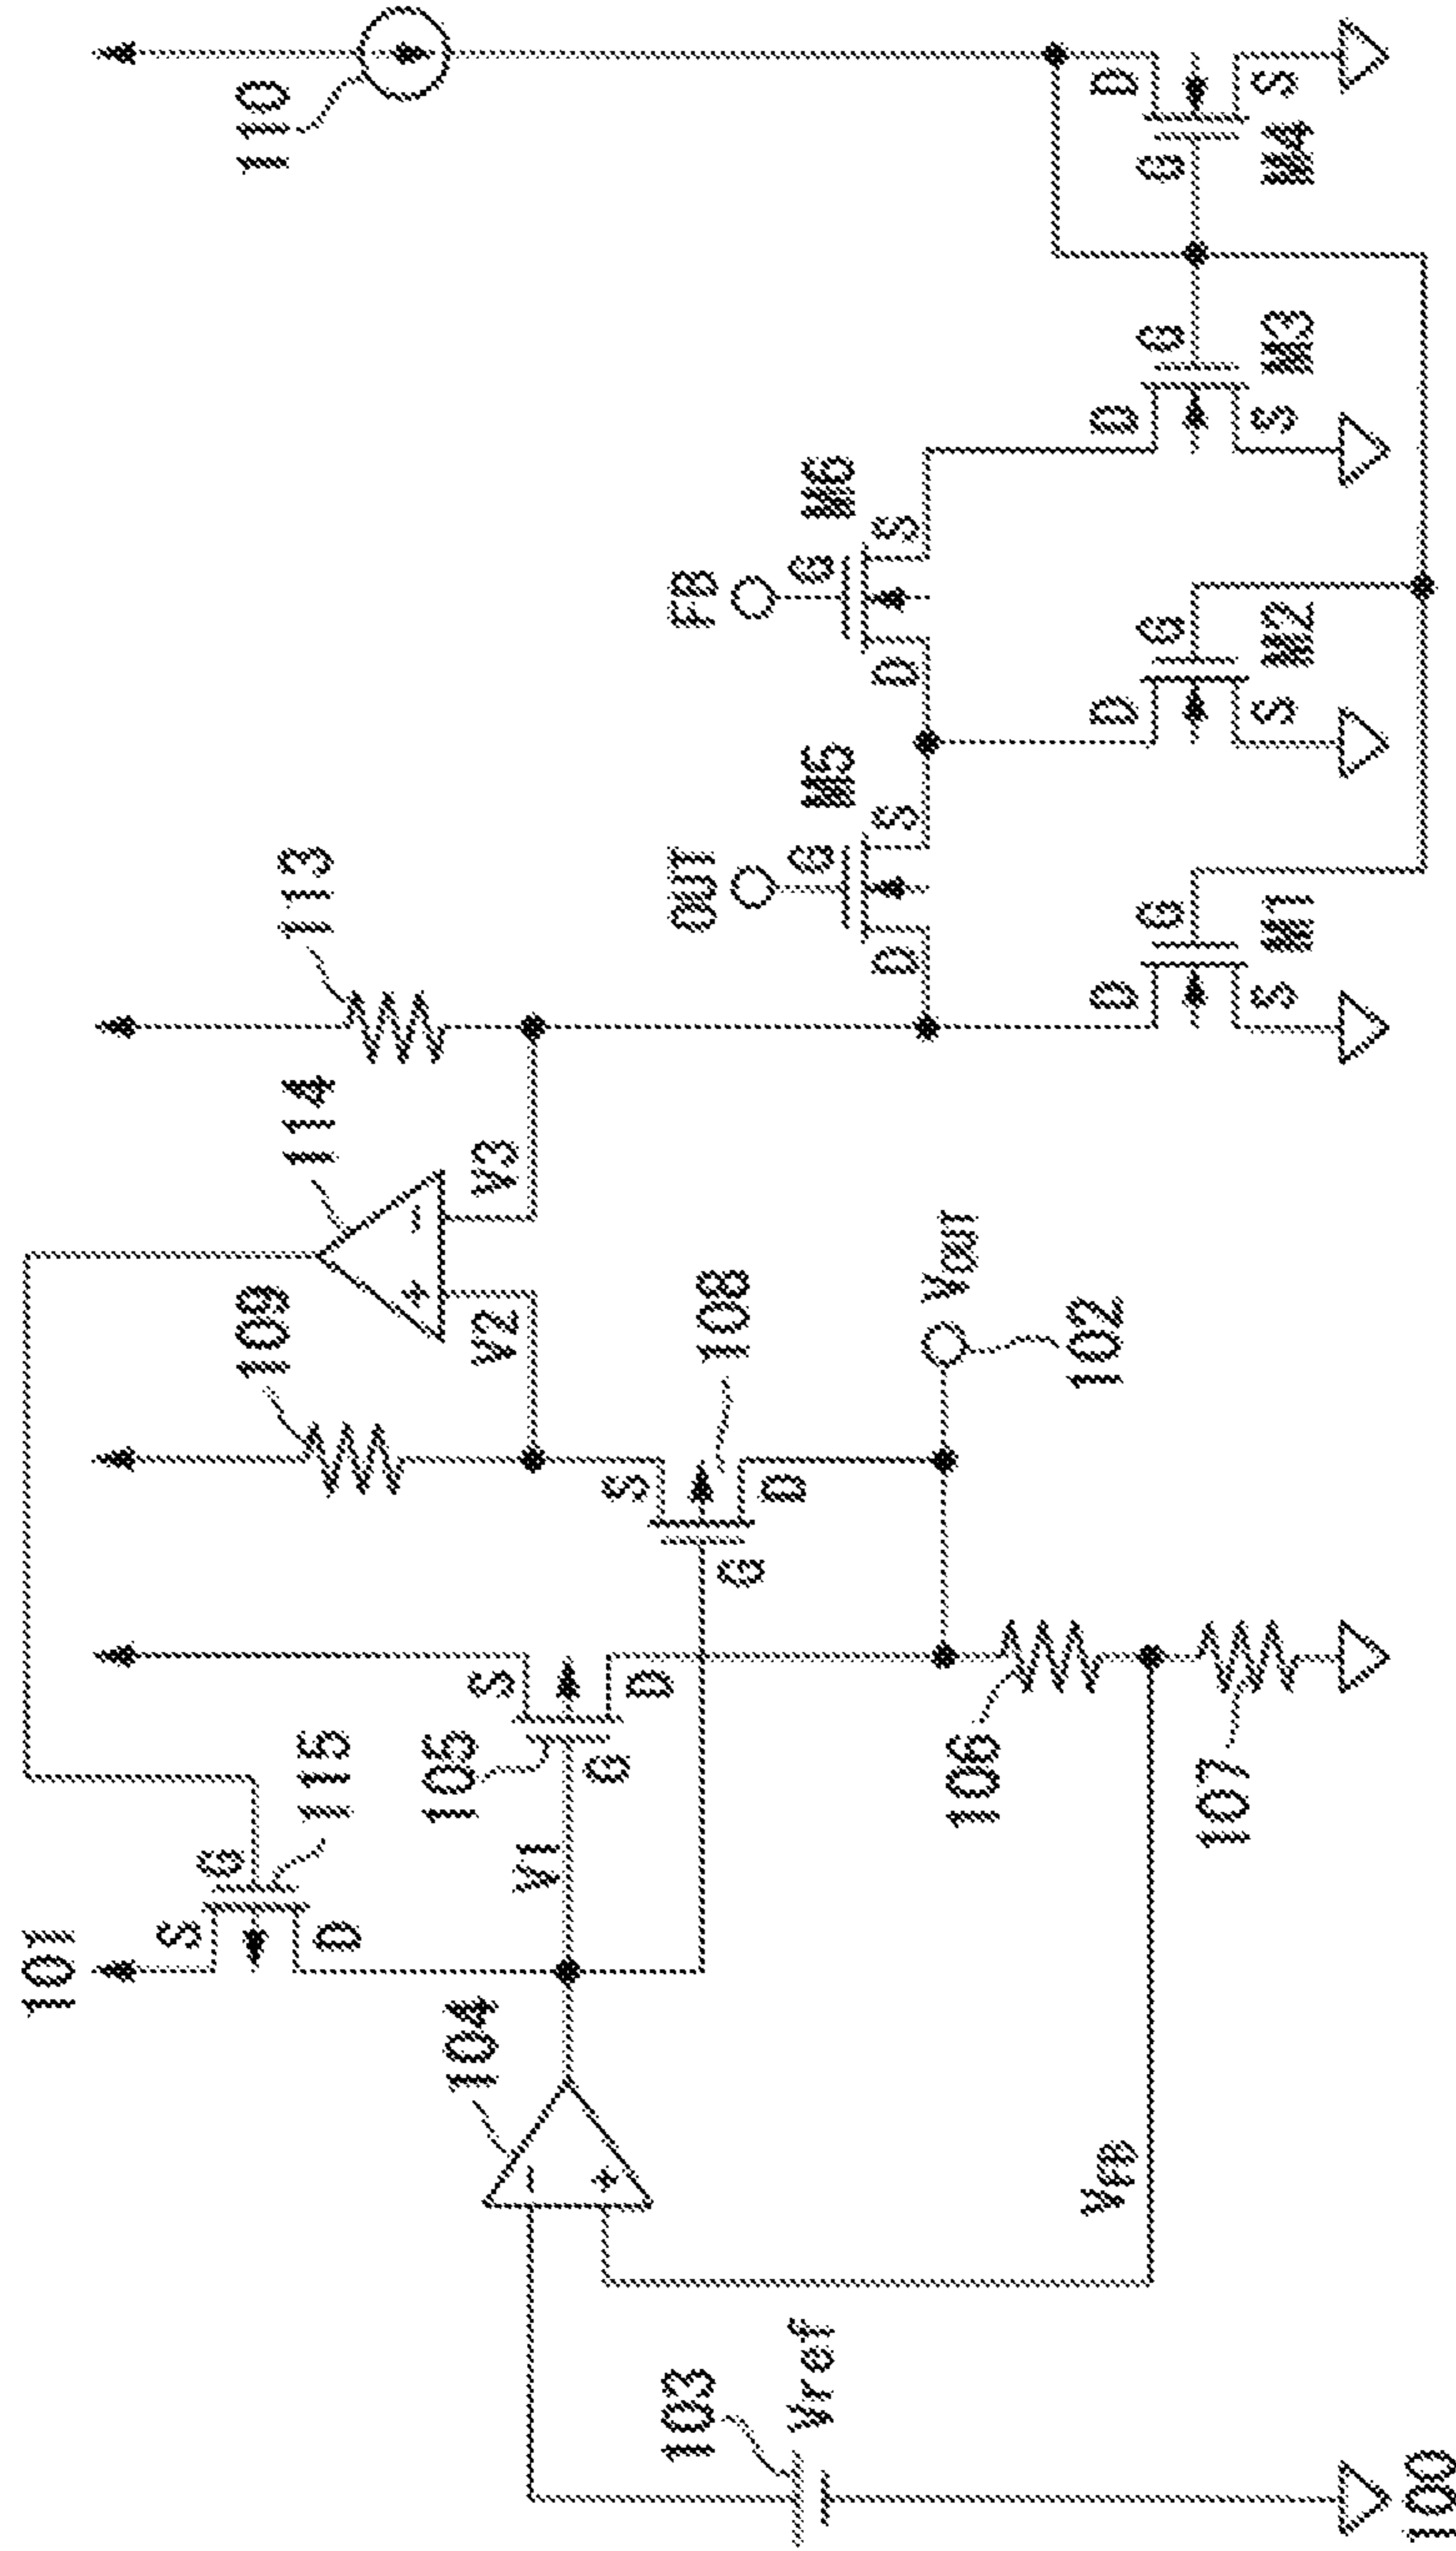 101
S
G
D
115
104
-
+
V1
105
S
G
D
103
Vref
100
VFB
106
107
109
S
G
D
108
V2
V3
+
-
114
113
VOUT
102
OUT
G
D
S
M5
FB
G
D
S
M6
D
G
S
M1
D
G
S
M2
D
G
S
M3
D
G
S
M4
110